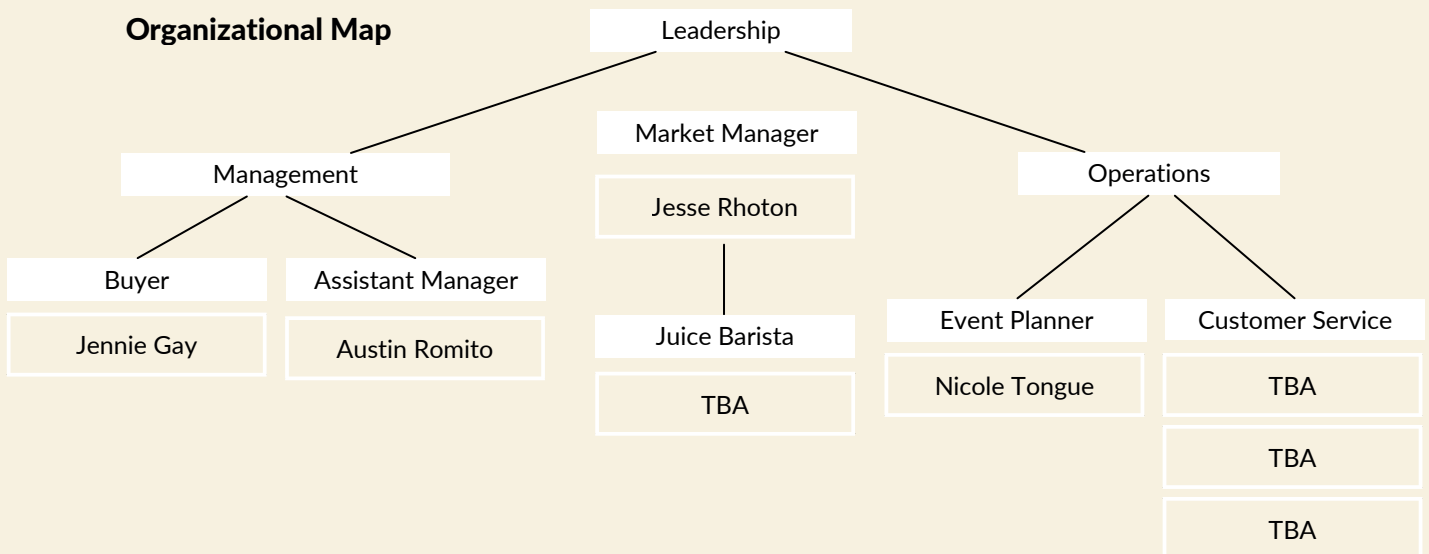 Organizational Map
Leadership
Market Manager
Jesse Rhoton
Juice Barista
TBA
Management
Buyer
Jennie Gay
Assistant Manager
Austin Romito
Operations
Event Planner
Nicole Tongue
Customer Service
TBA
TBA
TBA